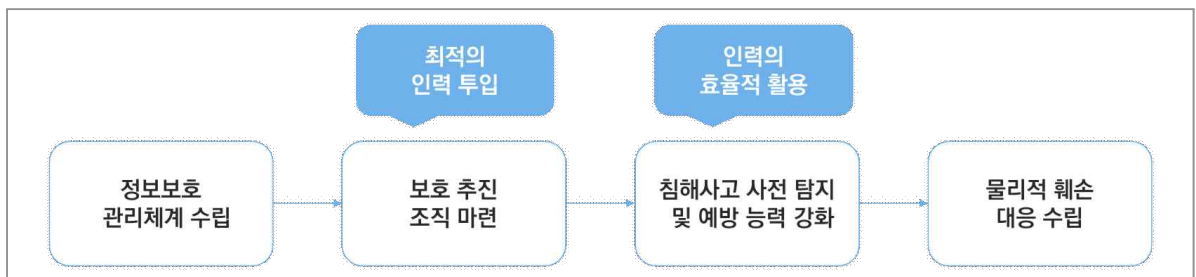 최적의
인력 투입
인력의
효율적 활용
정보보호
관리체계 수립
보호 추진
조직 마련
침해사고 사전 탐지
및 예방 능력 강화
물리적 훼손
대응 수립